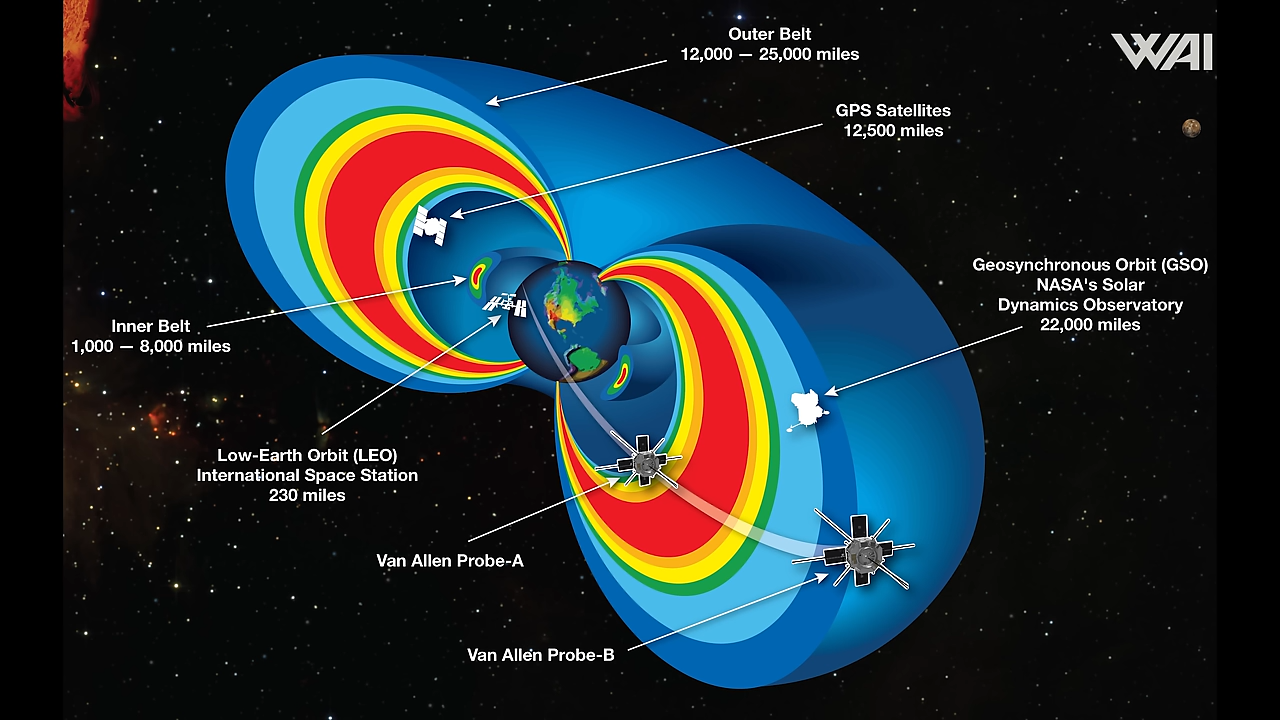 Outer Belt
12,000 — 25,000 miles
WAI
GPS Satellites
12,500 miles
Geosynchronous Orbit (GSO)
NASA's Solar
Dynamics Observatory
22,000 miles
Inner Belt
1,000 — 8,000 miles
Low-Earth Orbit (LEO)
International Space Station
230 miles
Van Allen Probe-A
Van Allen Probe-B